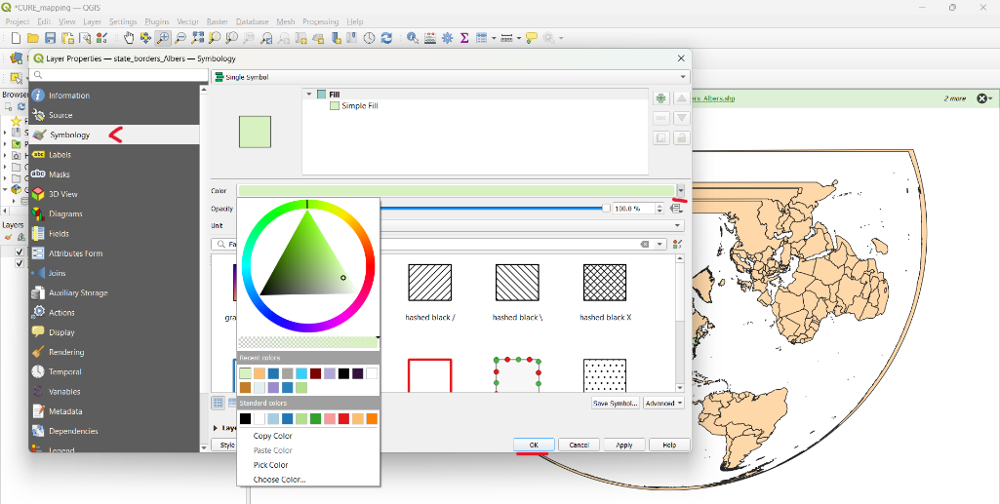 *CURE_mapping — QGIS
Project Edit View Layer Settings Plugins Vector Raster Database Mesh Processing Help
Layer Properties — state_borders_Albers — Symbology
Browser
Information
Source
Symbology
Labels
Masks
3D View
Diagrams
Fields
Attributes Form
Joins
Auxiliary Storage
Actions
Display
Rendering
Temporal
Variables
Metadata
Dependencies
Legend
Layers
Single Symbol
Fill
Simple Fill
Color
Opacity 100.0 %
Unit
Fa
gra hashed black / hashed black \ hashed black X
Recent colors
Standard colors
Copy Color
Paste Color
Pick Color
Choose Color...
Save Symbol... Advanced
Laye
Style OK Cancel Apply Help
ers_Albers.shp 2 more